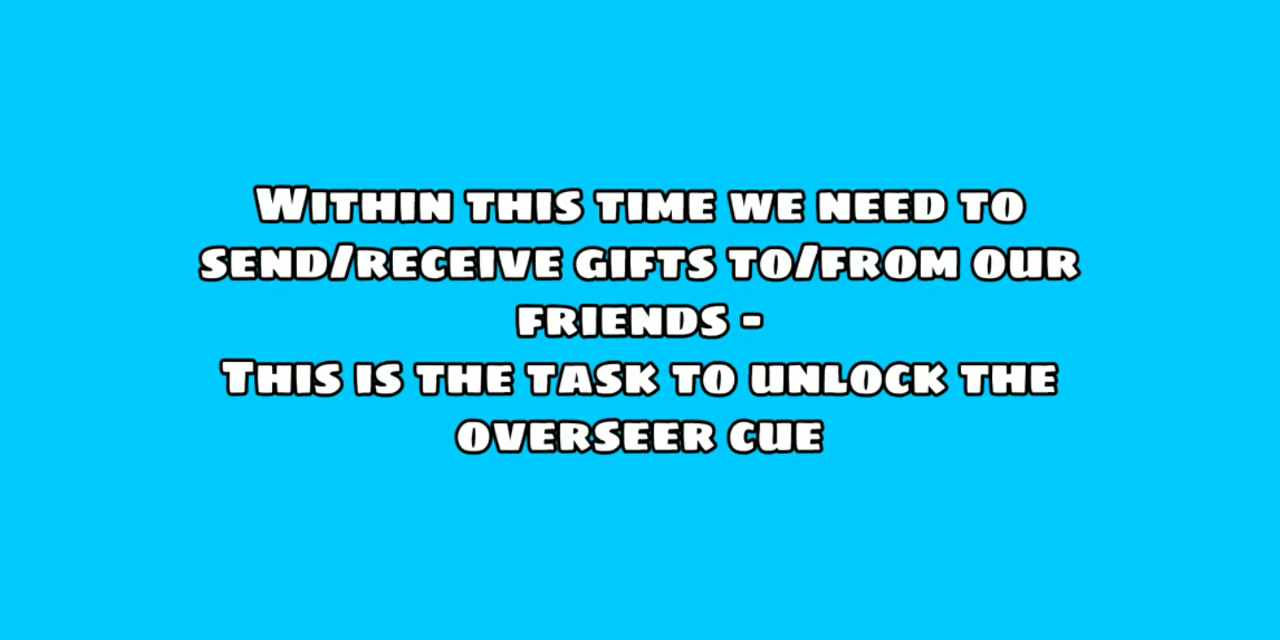 Within this time we need to
send/receive gifts to/from our
friends -
This is the task to unlock the
overseer cue